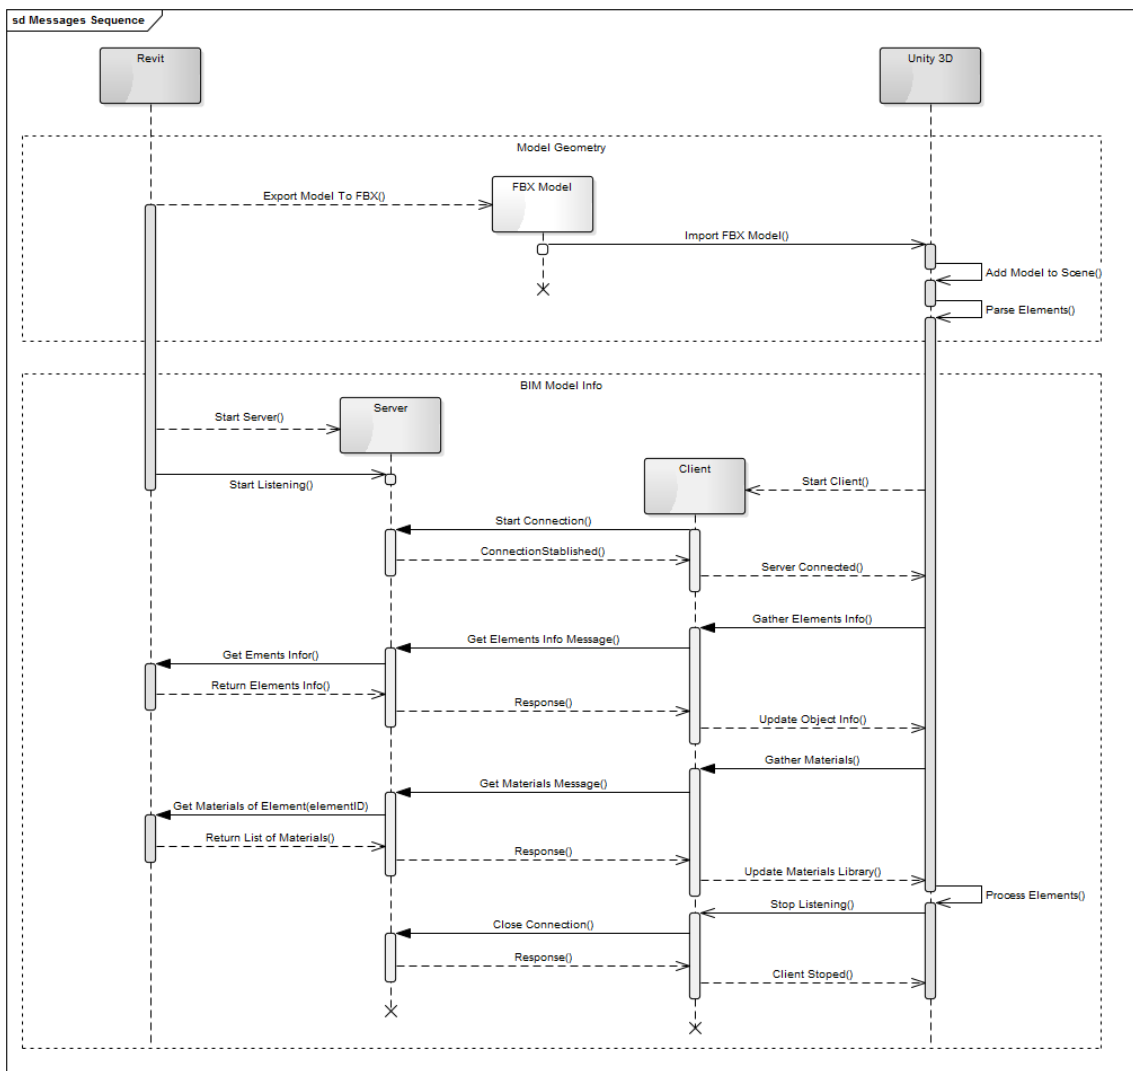 sd Messages Sequence
Revit
Unity 3D
Model Geometry
FBX Model
Export Model To FBX()
Import FBX Model()
Add Model to Scene()
Parse Elements()
BIM Model Info
Server
Start Server()
Client
Start Listening()
Start Client()
Start Connection()
ConnectionStablished()
Server Connected()
Gather Elements Info()
Get Elements Info Message()
Get Ements Infor()
Return Elements Info()
Response()
Update Object Info()
Gather Materials()
Get Materials Message()
Get Materials of Element(elementID)
Return List of Materials()
Response()
Update Materials Library()
Process Elements()
Stop Listening()
Close Connection()
Response()
Client Stoped()